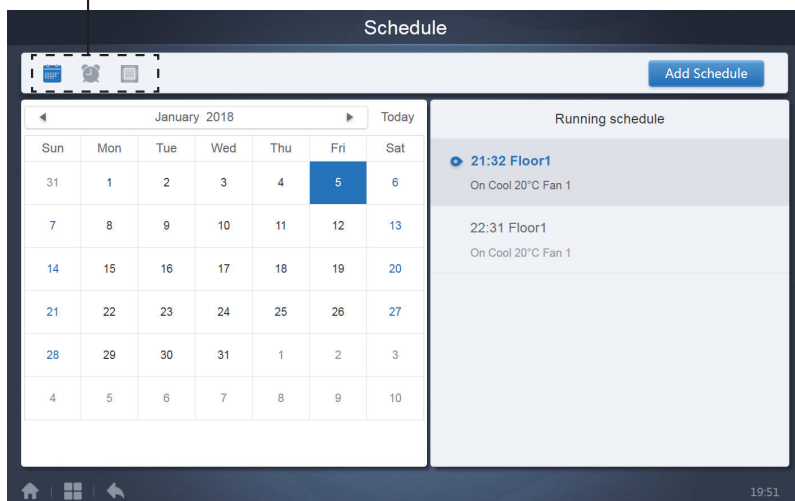 Schedule
Add Schedule
January 2018 Today
Sun Mon Tue Wed Thu Fri Sat
31 1 2 3 4 5 6
7 8 9 10 11 12 13
14 15 16 17 18 19 20
21 22 23 24 25 26 27
28 29 30 31 1 2 3
4 5 6 7 8 9 10
Running schedule
21:32 Floor1
On Cool 20°C Fan 1
22:31 Floor1
On Cool 20°C Fan 1
19:51